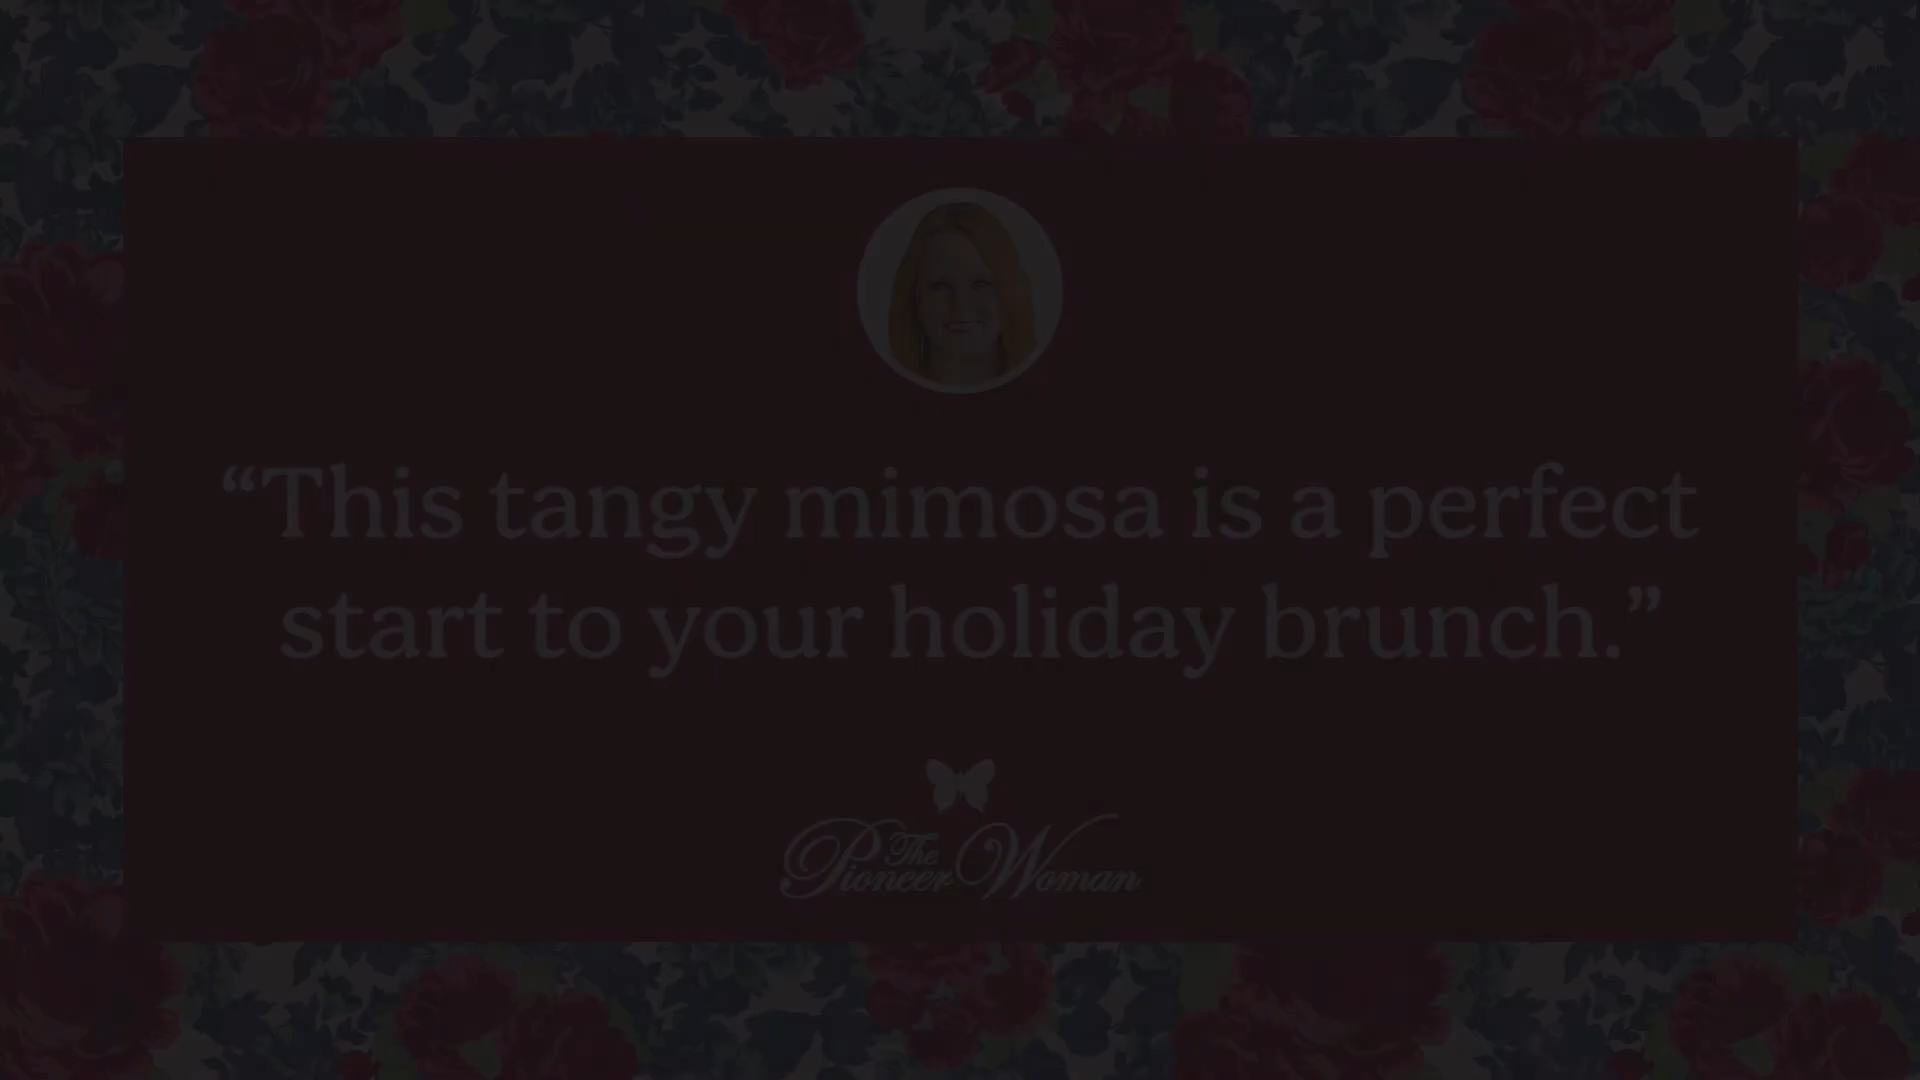 “This tangy mimosa is a perfect
start to your holiday brunch.”
The
Pioneer Woman